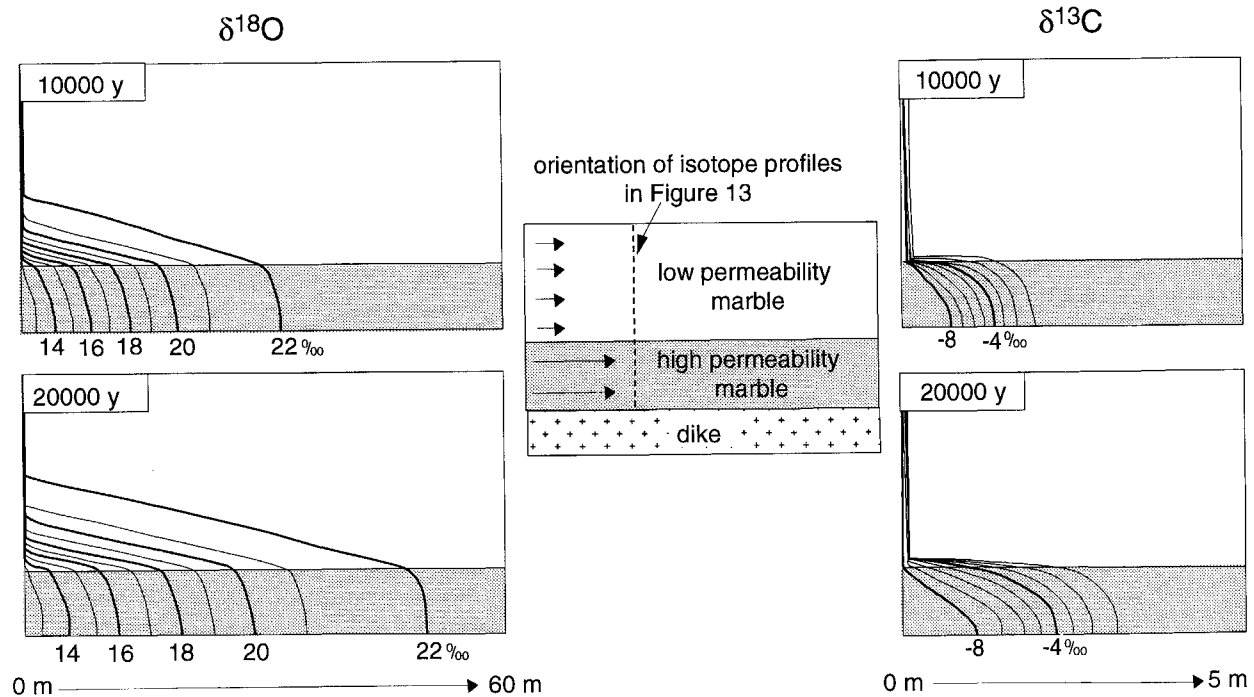 δ18O
10000 y
14 16 18 20 22‰
20000 y
14 16 18 20 22‰
0 m 60 m
orientation of isotope profiles
in Figure 13
low permeability
marble
high permeability
marble
dike
δ13C
10000 y
-8 -4‰
20000 y
-8 -4‰
0 m 5 m